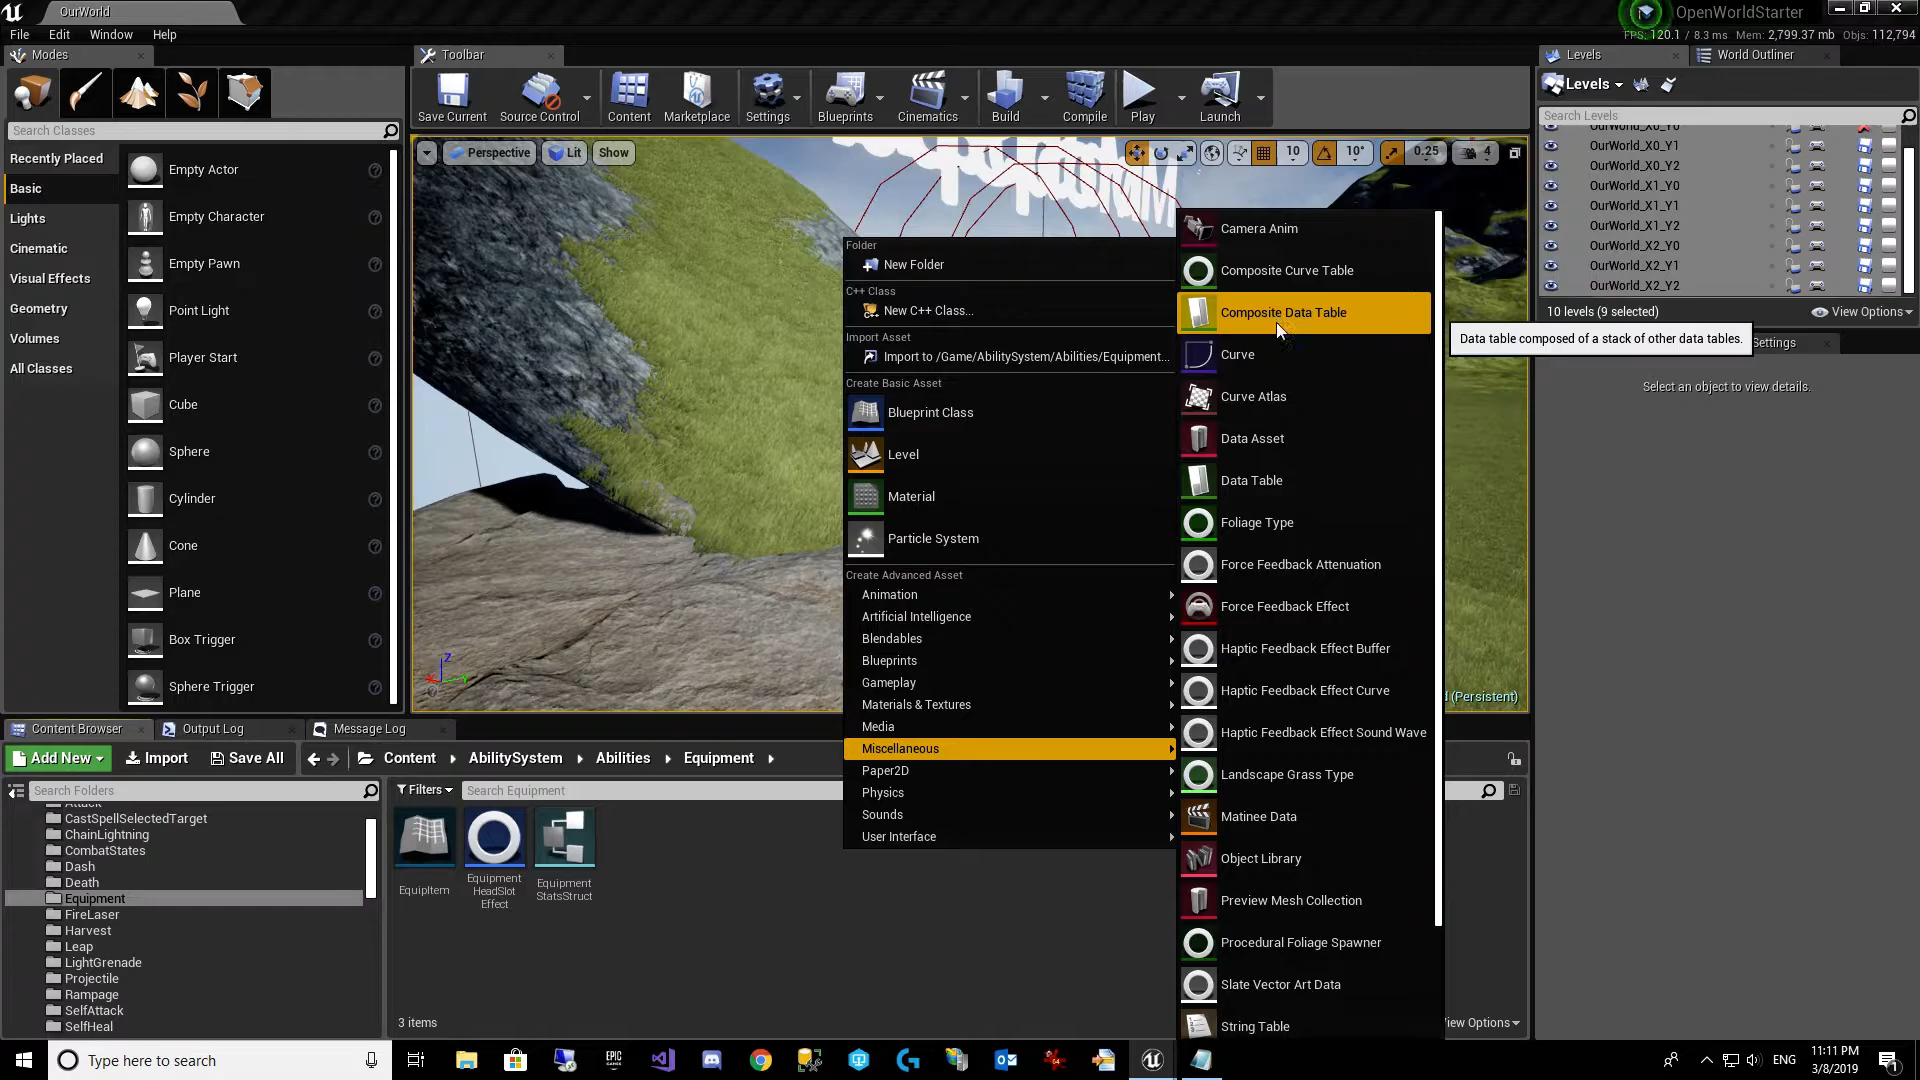 OurWorld
OpenWorldStarter
File Edit Window Help
FPS: 120.1 / 8.3 ms Mem: 2,799.37 mb Objs: 112,794
Modes
Toolbar
Levels
World Outliner
Save Current
Source Control
Content
Marketplace
Settings
Blueprints
Cinematics
Build
Compile
Play
Launch
Levels
Search Classes
Search Levels
Recently Placed
Basic
Lights
Cinematic
Visual Effects
Geometry
Volumes
All Classes
Empty Actor
Empty Character
Empty Pawn
Point Light
Player Start
Cube
Sphere
Cylinder
Cone
Plane
Box Trigger
Sphere Trigger
Perspective
Lit
Show
10
10°
0.25
4
OurWorld_X0_Y0
OurWorld_X0_Y1
OurWorld_X0_Y2
OurWorld_X1_Y0
OurWorld_X1_Y1
OurWorld_X1_Y2
OurWorld_X2_Y0
OurWorld_X2_Y1
OurWorld_X2_Y2
10 levels (9 selected)
View Options
Settings
Select an object to view details.
Folder
New Folder
C++ Class
New C++ Class...
Import Asset
Import to /Game/AbilitySystem/Abilities/Equipment...
Create Basic Asset
Blueprint Class
Level
Material
Particle System
Create Advanced Asset
Animation
Artificial Intelligence
Blendables
Blueprints
Gameplay
Materials & Textures
Media
Miscellaneous
Paper2D
Physics
Sounds
User Interface
Camera Anim
Composite Curve Table
Composite Data Table
Curve
Curve Atlas
Data Asset
Data Table
Foliage Type
Force Feedback Attenuation
Force Feedback Effect
Haptic Feedback Effect Buffer
Haptic Feedback Effect Curve
Haptic Feedback Effect Sound Wave
Landscape Grass Type
Matinee Data
Object Library
Preview Mesh Collection
Procedural Foliage Spawner
Slate Vector Art Data
String Table
Data table composed of a stack of other data tables.
(Persistent)
Z
Content Browser
Output Log
Message Log
Add New
Import
Save All
Content
AbilitySystem
Abilities
Equipment
Search Folders
Filters
Search Equipment
Attack
CastSpellSelectedTarget
ChainLightning
CombatStates
Dash
Death
Equipment
FireLaser
Harvest
Leap
LightGrenade
Projectile
Rampage
SelfAttack
SelfHeal
EquipItem
Equipment
HeadSlot
Effect
Equipment
StatsStruct
3 items
View Options
Type here to search
EPIC
GAMES
ENG
11:11 PM
3/8/2019
1